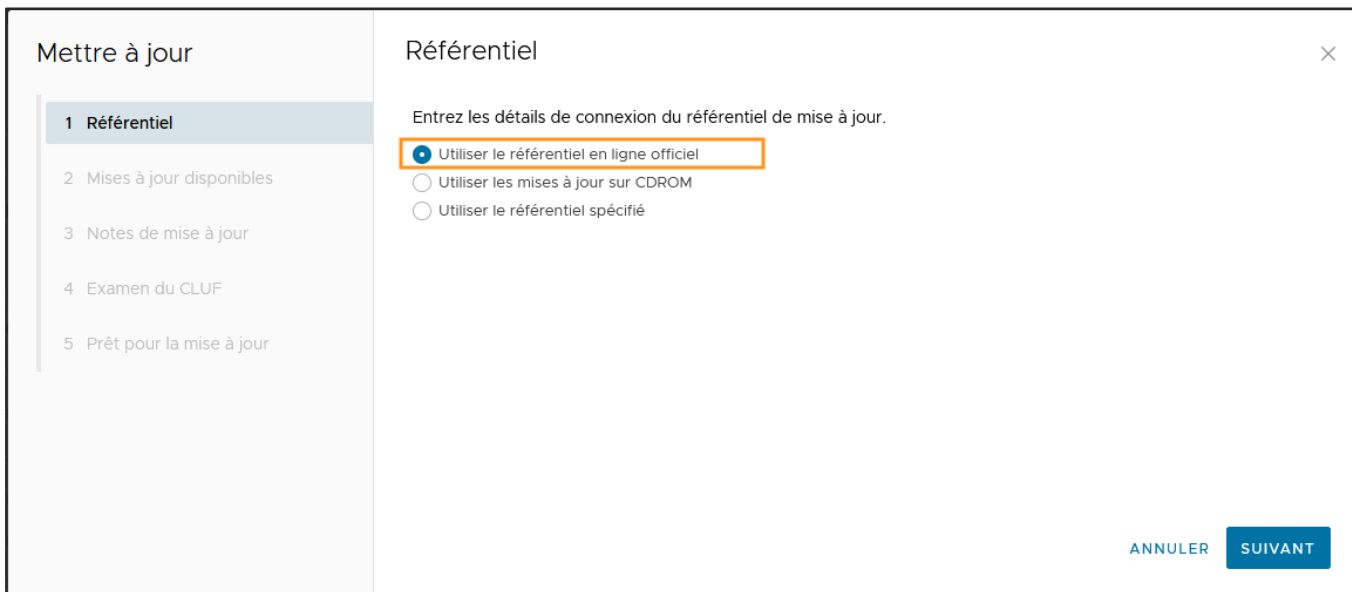 Mettre à jour
1 Référentiel
2 Mises à jour disponibles
3 Notes de mise à jour
4 Examen du CLUF
5 Prêt pour la mise à jour
Référentiel
Entrez les détails de connexion du référentiel de mise à jour.
Utiliser le référentiel en ligne officiel
Utiliser les mises à jour sur CDROM
Utiliser le référentiel spécifié
ANNULER
SUIVANT